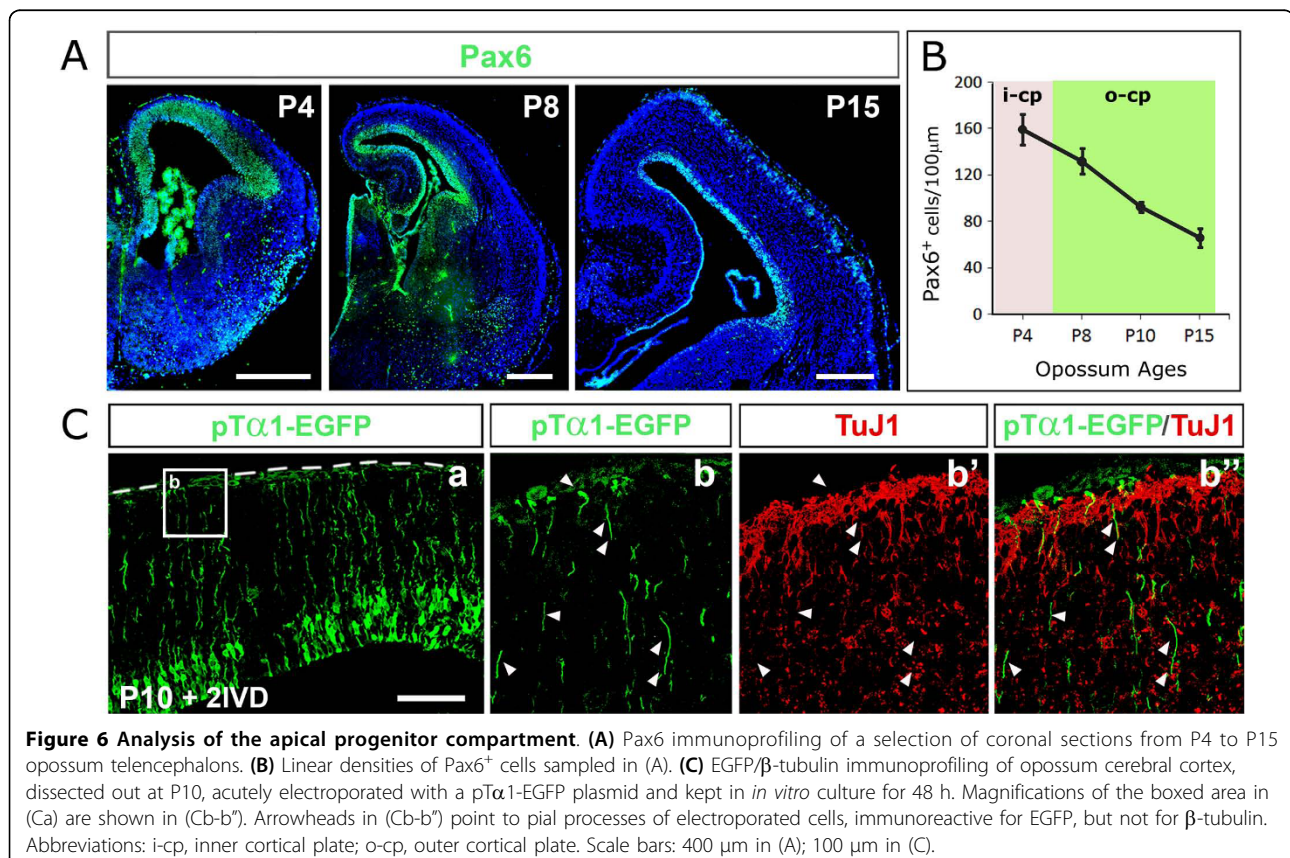 A
Pax6
P4
P8
P15
B
200
160
120
80
40
0
i-cp
o-cp
Pax6⁺ cells/100μm
P4
P8
P10
P15
Opossum Ages
C
pTα1-EGFP
pTα1-EGFP
TuJ1
pTα1-EGFP/TuJ1
b
a
b
b'
b''
P10 + 2IVD
Figure 6 Analysis of the apical progenitor compartment. (A) Pax6 immunoprofiling of a selection of coronal sections from P4 to P15
opossum telencephalons. (B) Linear densities of Pax6⁺ cells sampled in (A). (C) EGFP/β-tubulin immunoprofiling of opossum cerebral cortex,
dissected out at P10, acutely electroporated with a pTα1-EGFP plasmid and kept in in vitro culture for 48 h. Magnifications of the boxed area in
(Ca) are shown in (Cb-b″). Arrowheads in (Cb-b″) point to pial processes of electroporated cells, immunoreactive for EGFP, but not for β-tubulin.
Abbreviations: i-cp, inner cortical plate; o-cp, outer cortical plate. Scale bars: 400 μm in (A); 100 μm in (C).